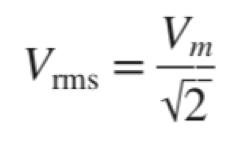 V_rms = V_m / √2